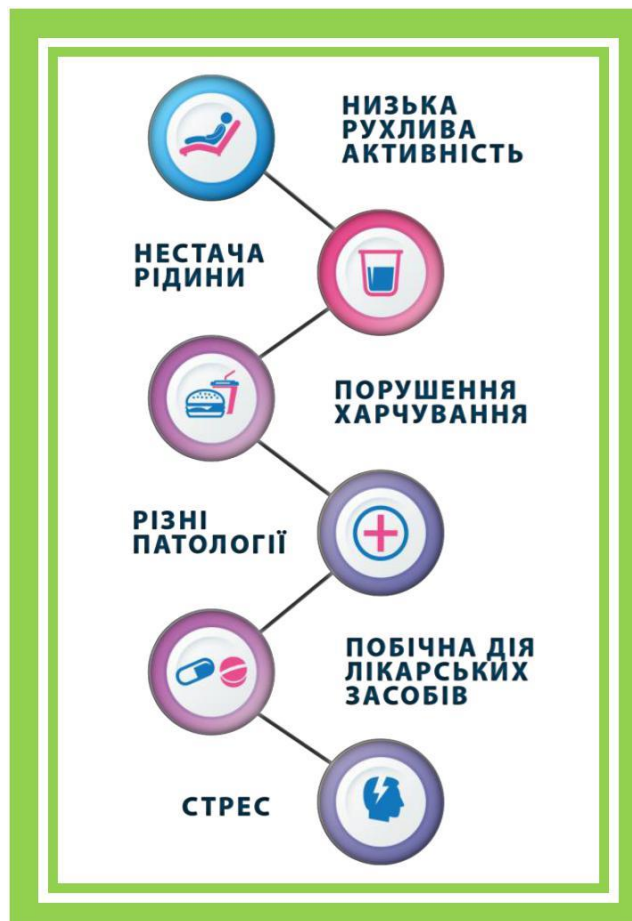 НИЗЬКА
РУХЛИВА
АКТИВНІСТЬ
НЕСТАЧА
РІДИНИ
ПОРУШЕННЯ
ХАРЧУВАННЯ
РІЗНІ
ПАТОЛОГІЇ
ПОБІЧНА ДІЯ
ЛІКАРСЬКИХ
ЗАСОБІВ
СТРЕС